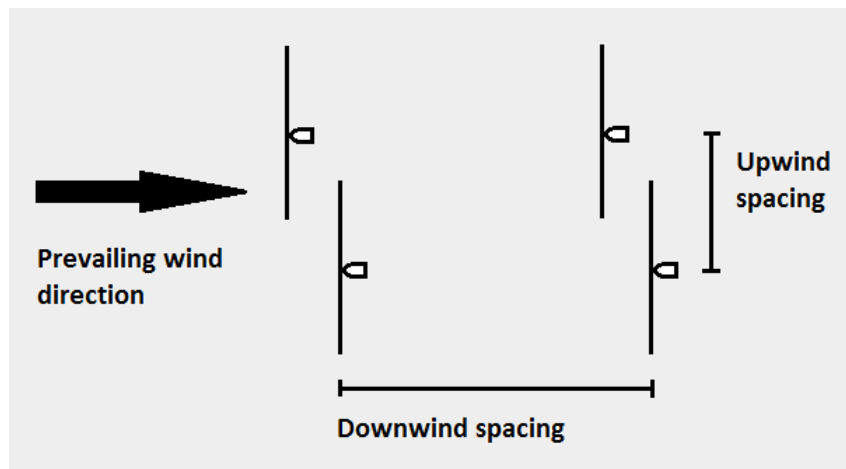 Upwind
spacing
Prevailing wind
direction
Downwind spacing